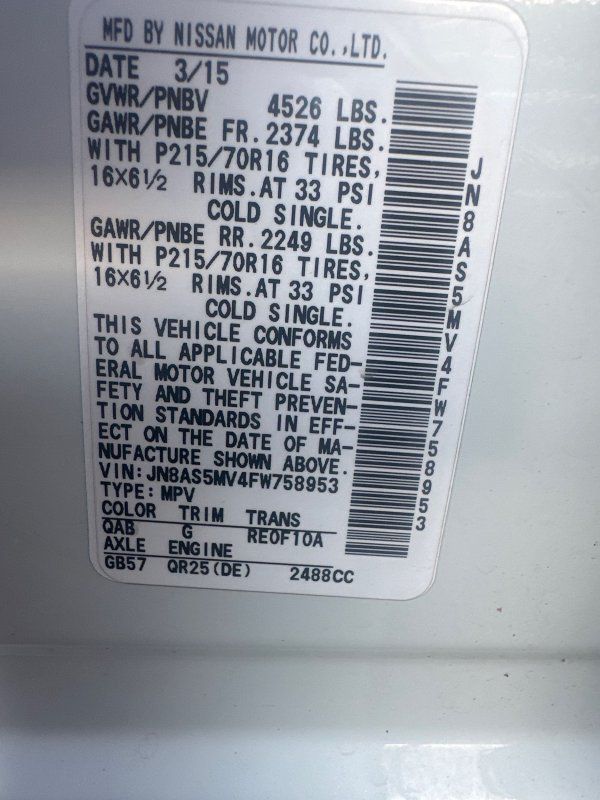 MFD BY NISSAN MOTOR CO.,LTD.
DATE 3/15
GVWR/PNBV 4526 LBS.
GAWR/PNBE FR. 2374 LBS.
WITH P215/70R16 TIRES,
16X6½ RIMS. AT 33 PSI
COLD SINGLE.
GAWR/PNBE RR. 2249 LBS.
WITH P215/70R16 TIRES,
16X6½ RIMS. AT 33 PSI
COLD SINGLE.
THIS VEHICLE CONFORMS
TO ALL APPLICABLE FED-
ERAL MOTOR VEHICLE SA-
FETY AND THEFT PREVEN-
TION STANDARDS IN EFF-
ECT ON THE DATE OF MA-
NUFACTURE SHOWN ABOVE.
VIN: JN8AS5MV4FW758953
TYPE: MPV
COLOR TRIM TRANS
QAB G RE0F10A
AXLE ENGINE
GB57 QR25(DE) 2488CC
JN8AS5MV4FW758953